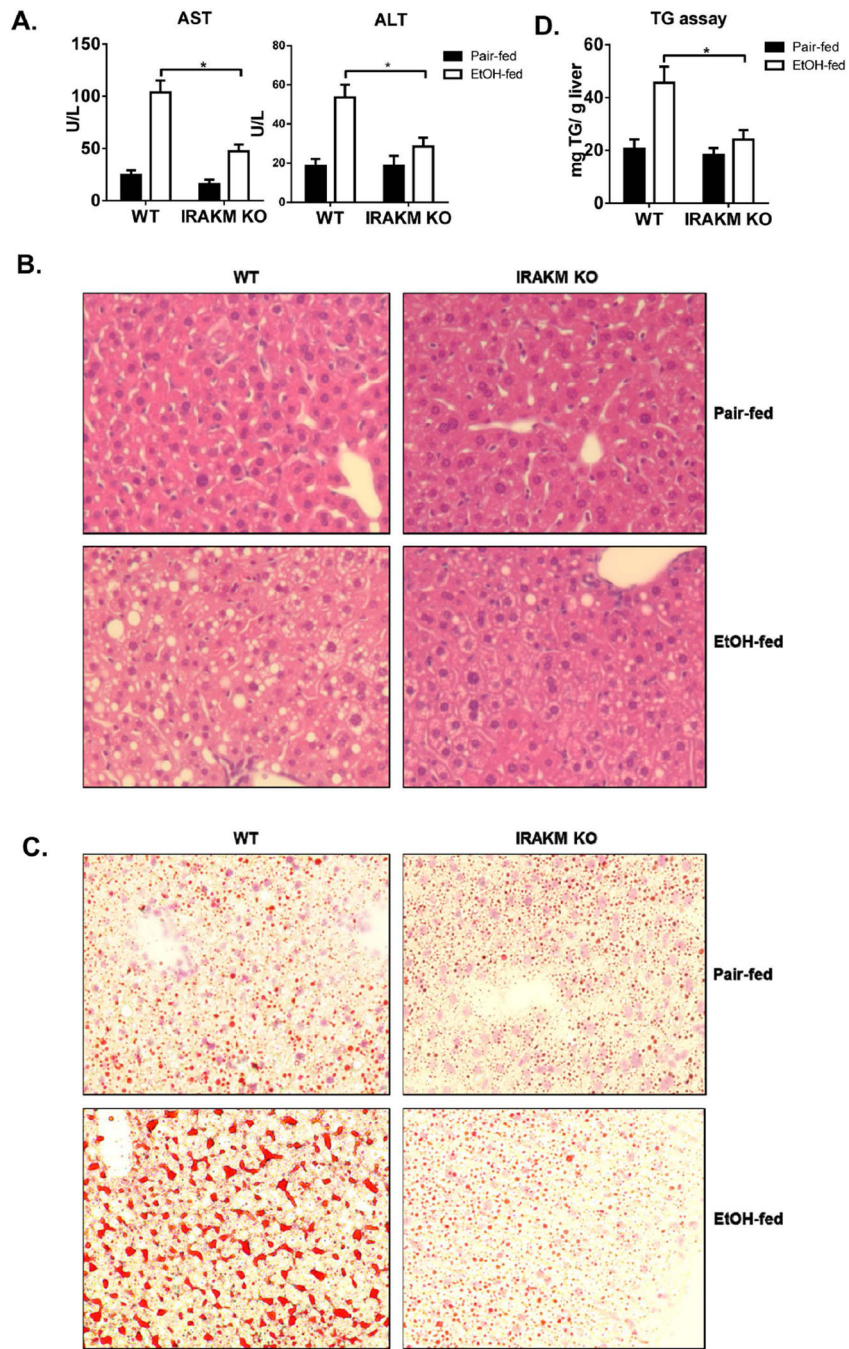 A.
AST
U/L
150
100
50
0
*
WT
IRAKM KO
ALT
U/L
80
60
40
20
0
*
WT
IRAKM KO
Pair-fed
EtOH-fed
D.
TG assay
mg TG/ g liver
60
40
20
0
*
WT
IRAKM KO
Pair-fed
EtOH-fed
B.
WT
IRAKM KO
Pair-fed
EtOH-fed
C.
WT
IRAKM KO
Pair-fed
EtOH-fed